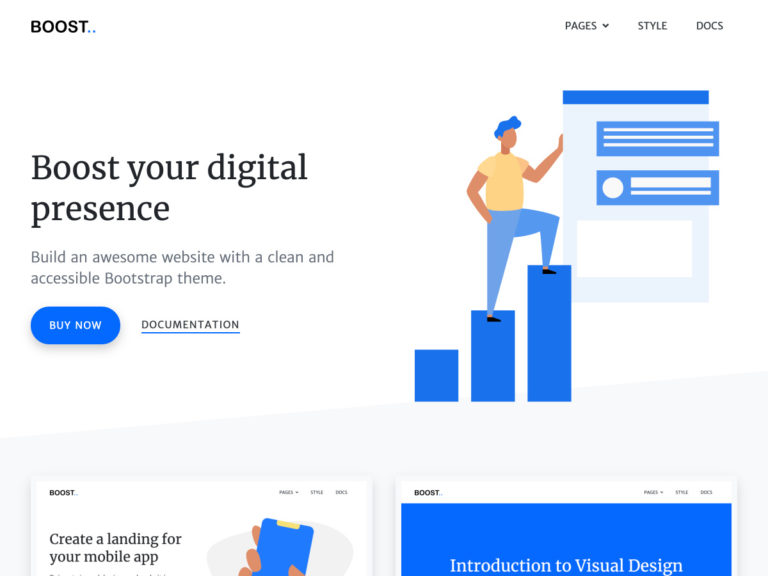 BOOST..
PAGES
STYLE
DOCS
Boost your digital
presence
Build an awesome website with a clean and
accessible Bootstrap theme.
BUY NOW
DOCUMENTATION
BOOST..
PAGES
STYLE
DOCS
Create a landing for
your mobile app
BOOST..
PAGES
STYLE
DOCS
Introduction to Visual Design